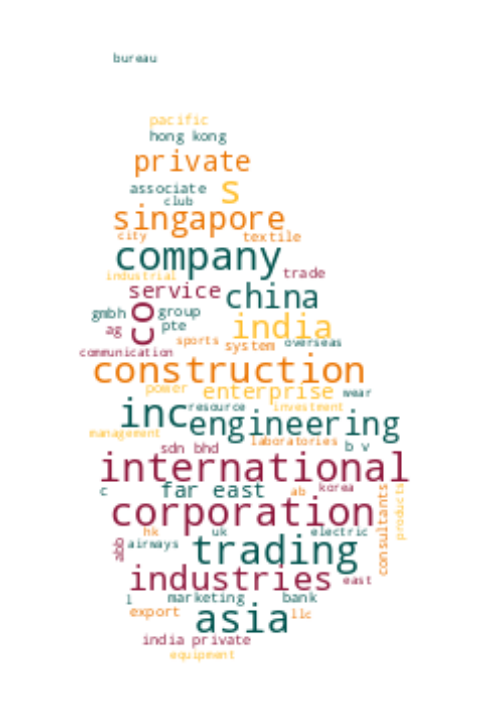 bureau
pacific
hong kong
private
associate s
club
singapore
city textile
company
industrial trade
service china
gmbh co group
ag pte india
sports system overseas
communication
construction
power enterprise wear
inc resource investment
engineering
management laboratories
sdn bhd b v
international
c far east ab korea
corporation consultants products
hk uk electric
abb airways trading
industries east
l marketing bank
export asia llc
india private
equipment